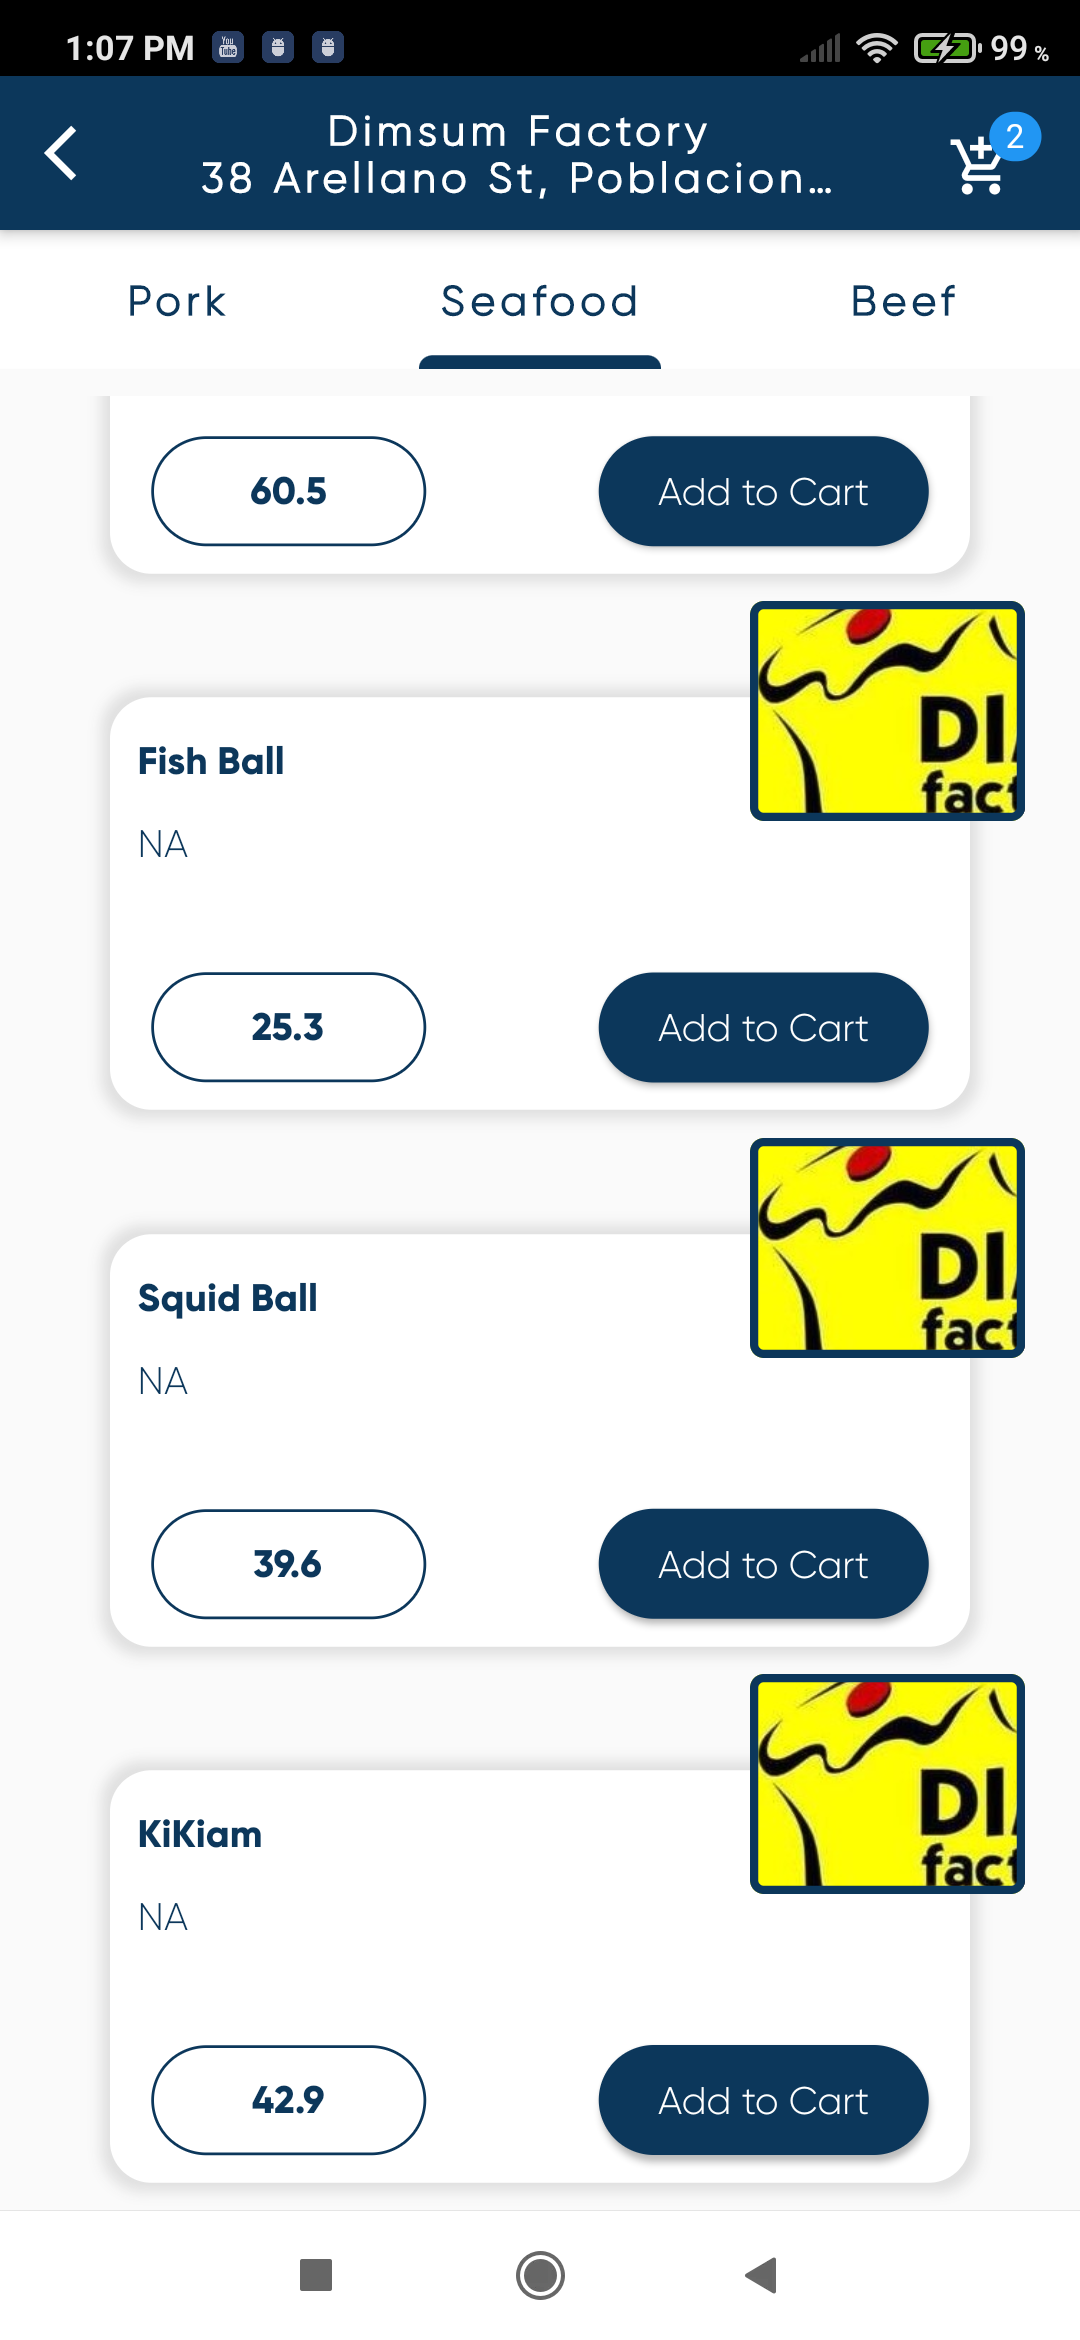 1:07 PM
You
Tube
99 %
Dimsum Factory
2
38 Arellano St, Poblacion...
Pork
Seafood
Beef
60.5
Add to Cart
DI
fact
Fish Ball
NA
25.3
Add to Cart
DI
fact
Squid Ball
NA
39.6
Add to Cart
DI
fact
KiKiam
NA
42.9
Add to Cart